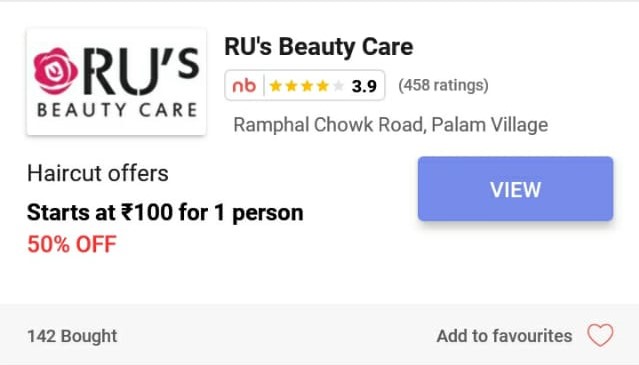 RU'S
BEAUTY CARE
RU's Beauty Care
nb 3.9 (458 ratings)
Ramphal Chowk Road, Palam Village
Haircut offers
Starts at ₹100 for 1 person
50% OFF
VIEW
142 Bought
Add to favourites